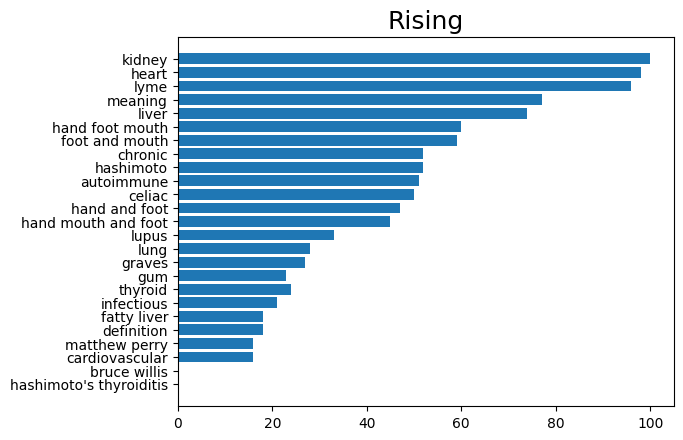 Rising
kidney
heart
lyme
meaning
liver
hand foot mouth
foot and mouth
chronic
hashimoto
autoimmune
celiac
hand and foot
hand mouth and foot
lupus
lung
graves
gum
thyroid
infectious
fatty liver
definition
matthew perry
cardiovascular
bruce willis
hashimoto's thyroiditis
0 20 40 60 80 100